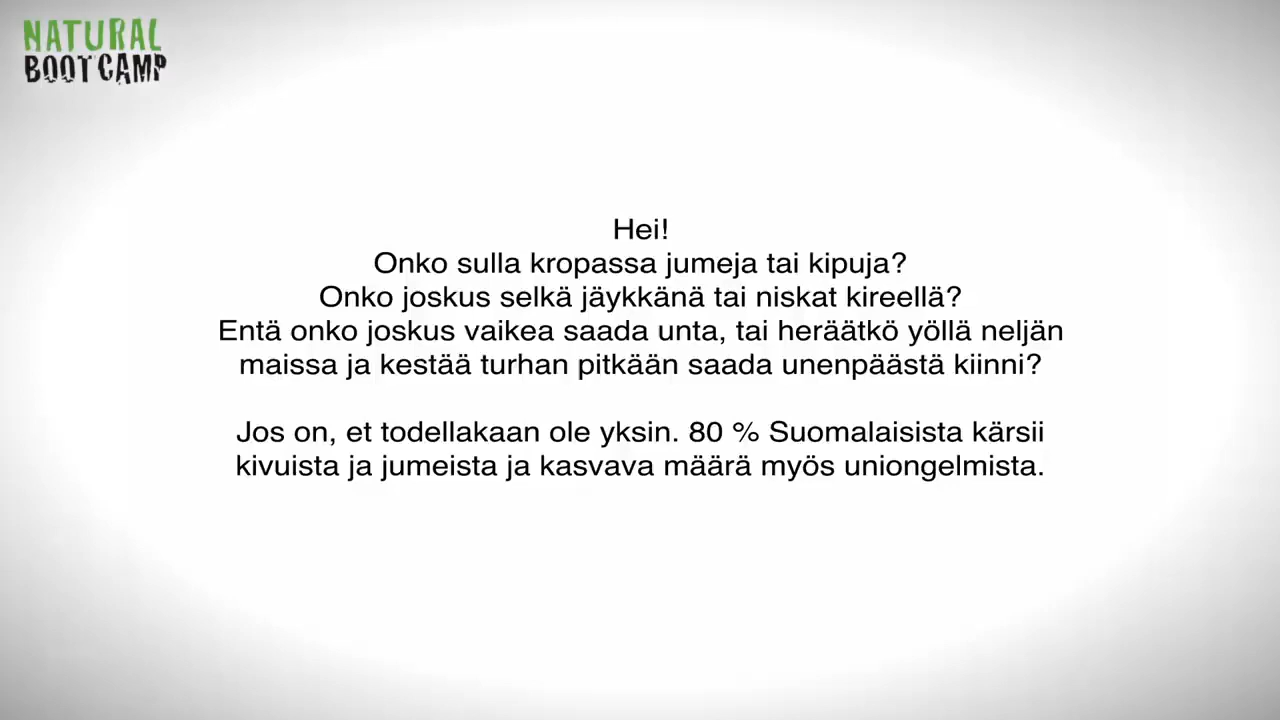 NATURAL
BOOT CAMP
Hei!
Onko sulla kropassa jumeja tai kipuja?
Onko joskus selkä jäykkänä tai niskat kireellä?
Entä onko joskus vaikea saada unta, tai heräätkö yöllä neljän
maissa ja kestää turhan pitkään saada unenpäästä kiinni?
Jos on, et todellakaan ole yksin. 80 % Suomalaisista kärsii
kivuista ja jumeista ja kasvava määrä myös uniongelmista.